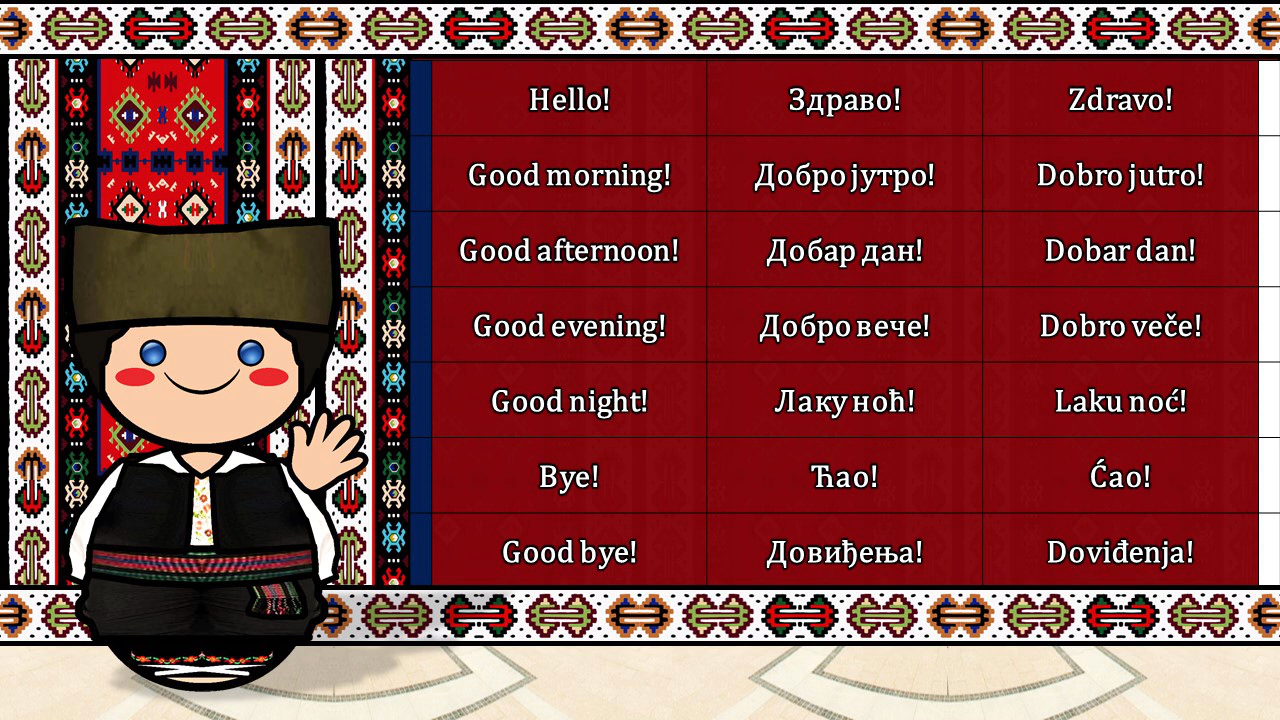 Hello! Здраво! Zdravo!
Good morning! Добро јутро! Dobro jutro!
Good afternoon! Добар дан! Dobar dan!
Good evening! Добро вече! Dobro veče!
Good night! Лаку ноћ! Laku noć!
Bye! Ћао! Ćao!
Good bye! Довиђења! Doviđenja!